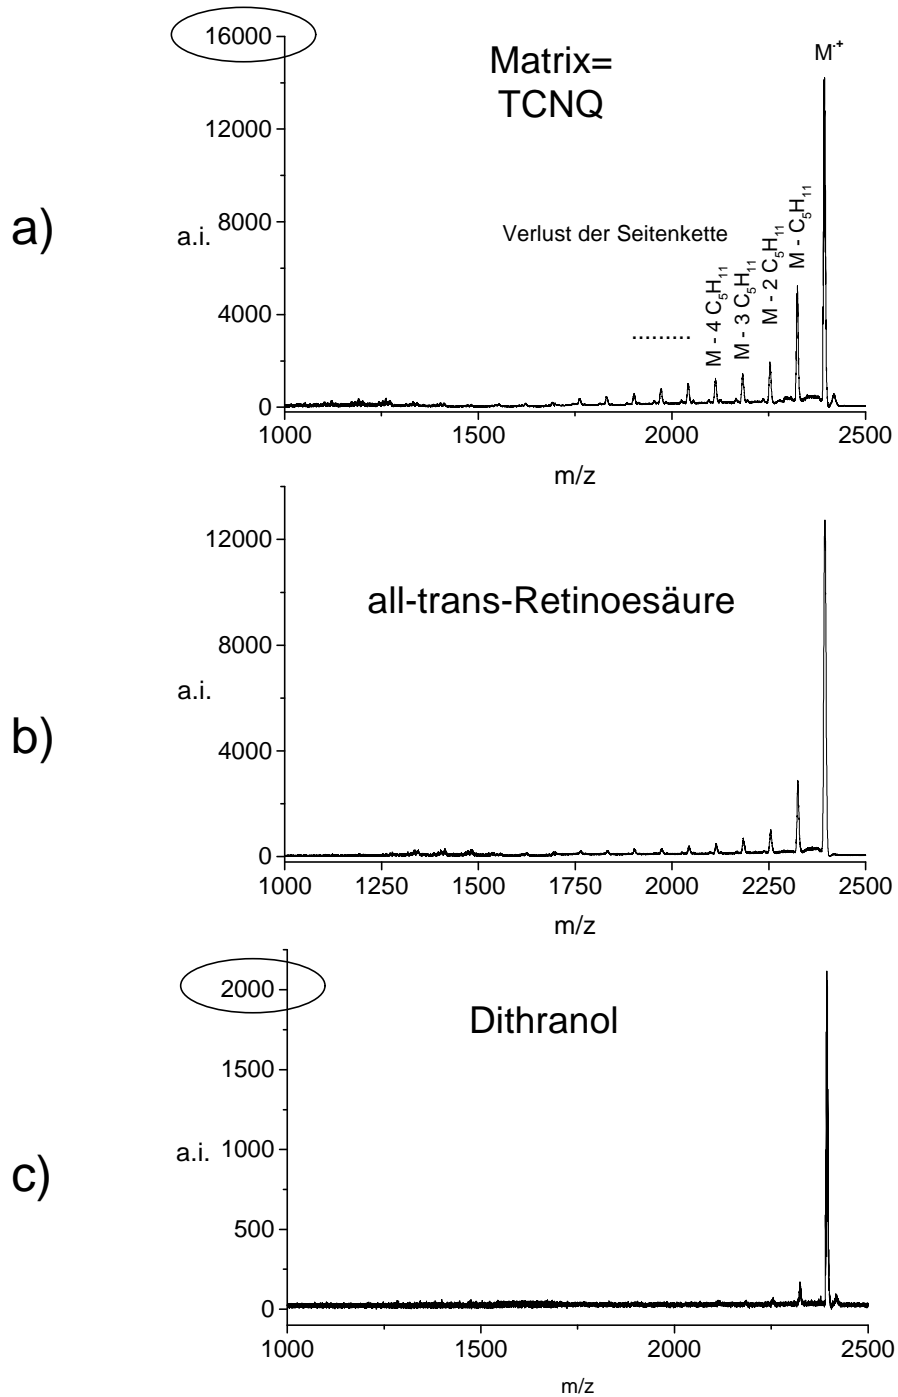 a)
16000
12000
8000
4000
0
a.i.
Matrix=
TCNQ
M·+
Verlust der Seitenkette
.........
M - 4 C5H11
M - 3 C5H11
M - 2 C5H11
M - C5H11
1000 1500 2000 2500
m/z
b)
12000
8000
4000
0
a.i.
all-trans-Retinoesäure
1000 1250 1500 1750 2000 2250 2500
m/z
c)
2000
1500
1000
500
0
a.i.
Dithranol
1000 1500 2000 2500
m/z